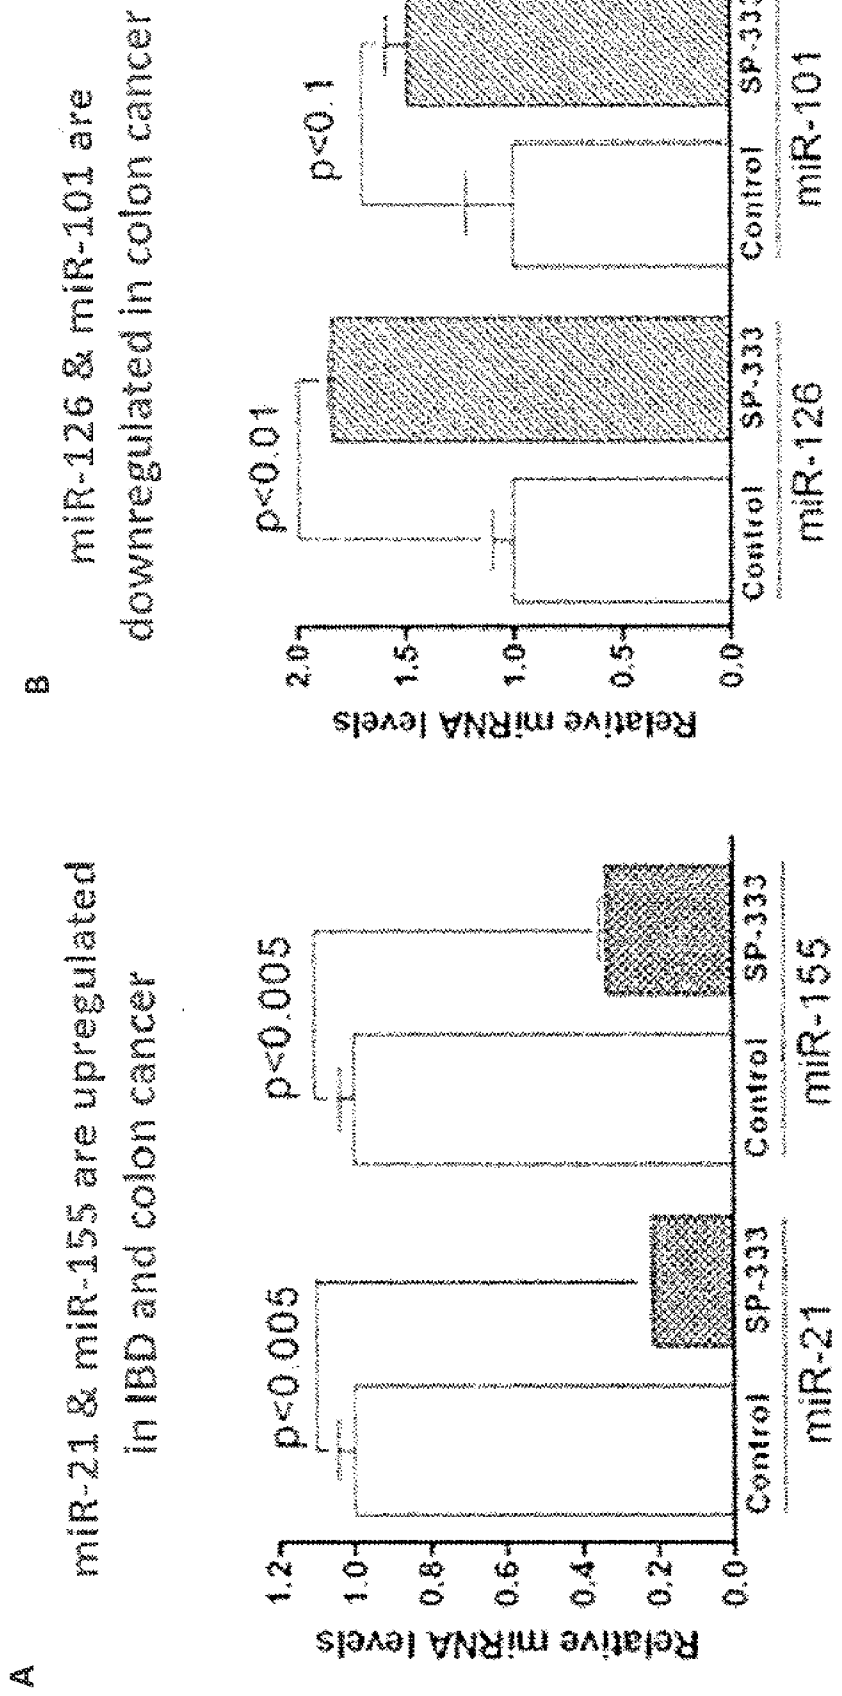 A
miR-21 & miR-155 are upregulated
in IBD and colon cancer
Relative miRNA levels
1.2
1.0
0.8
0.6
0.4
0.2
0.0
p<0.005
p<0.005
Control
SP-333
Control
SP-333
miR-21
miR-155
B
miR-126 & miR-101 are
downregulated in colon cancer
Relative miRNA levels
2.0
1.5
1.0
0.5
0.0
p<0.01
p<0.1
Control
SP-333
Control
SP-333
miR-126
miR-101